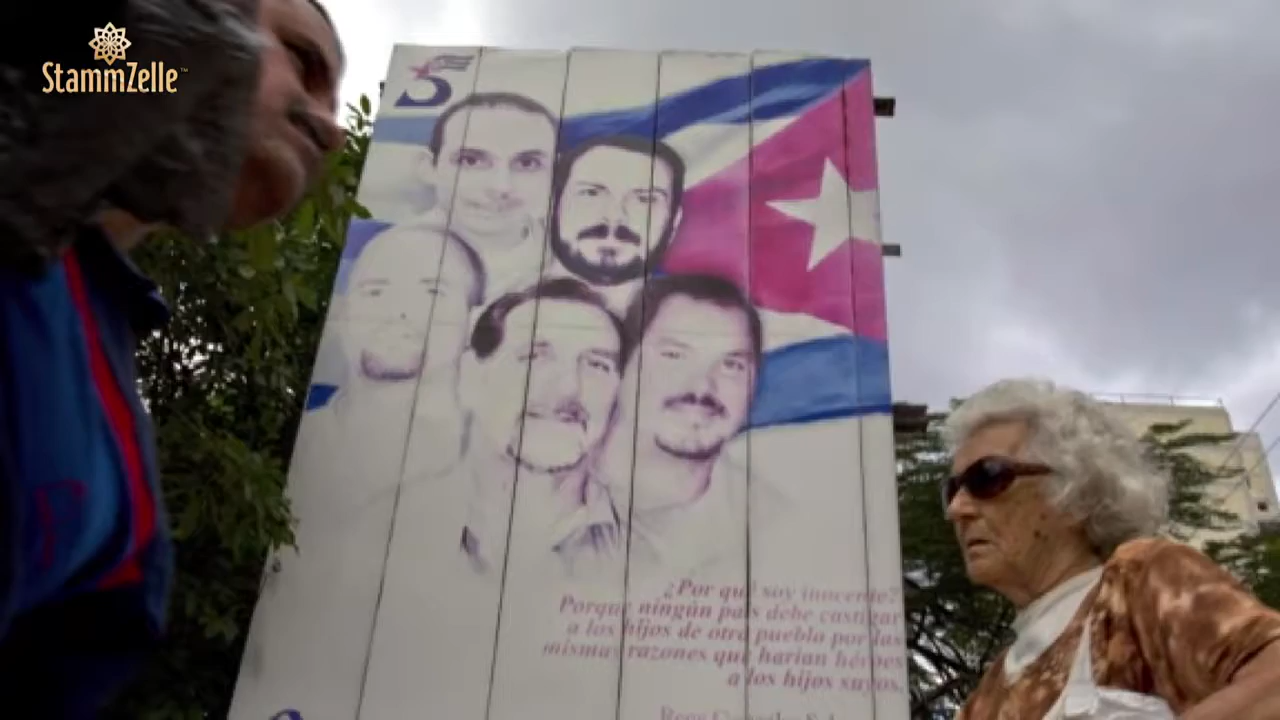 StammZelle™
5
¿Por qué soy inocente?
Porque ningún país debe castigar
a los hijos de otro pueblo por las
mismas razones que harían héroes
a los hijos suyos.